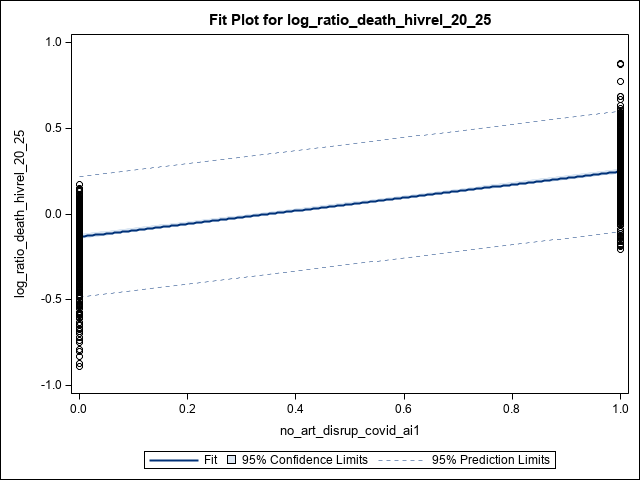 Fit Plot for log_ratio_death_hivrel_20_25
1.0
0.5
0.0
-0.5
-1.0
log_ratio_death_hivrel_20_25
0.0 0.2 0.4 0.6 0.8 1.0
no_art_disrup_covid_ai1
Fit 95% Confidence Limits 95% Prediction Limits